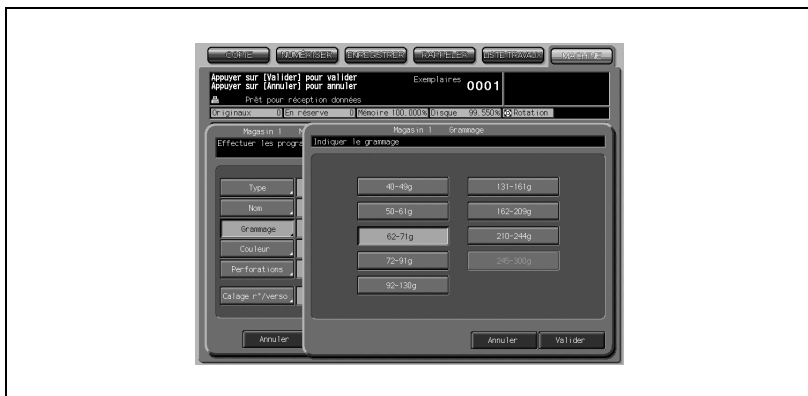 COPIE NUMÉRISER ENREGISTRER RAPPELER LISTE TRAVAUX MACHINE
Appuyer sur [Valider] pour valider
Appuyer sur [Annuler] pour annuler
Exemplaires 0001
Prêt pour réception données
Originaux 0 En réserve 0 Mémoire 100.000% Disque 99.550% Rotation
Magasin 1
Effectuer les progra
Type
Nom
Grammage
Couleur
Perforations
Calage r°/verso
Annuler
Magasin 1 Grammage
Indiquer le grammage
40-49g
50-61g
62-71g
72-91g
92-130g
131-161g
162-209g
210-244g
245-300g
Annuler Valider